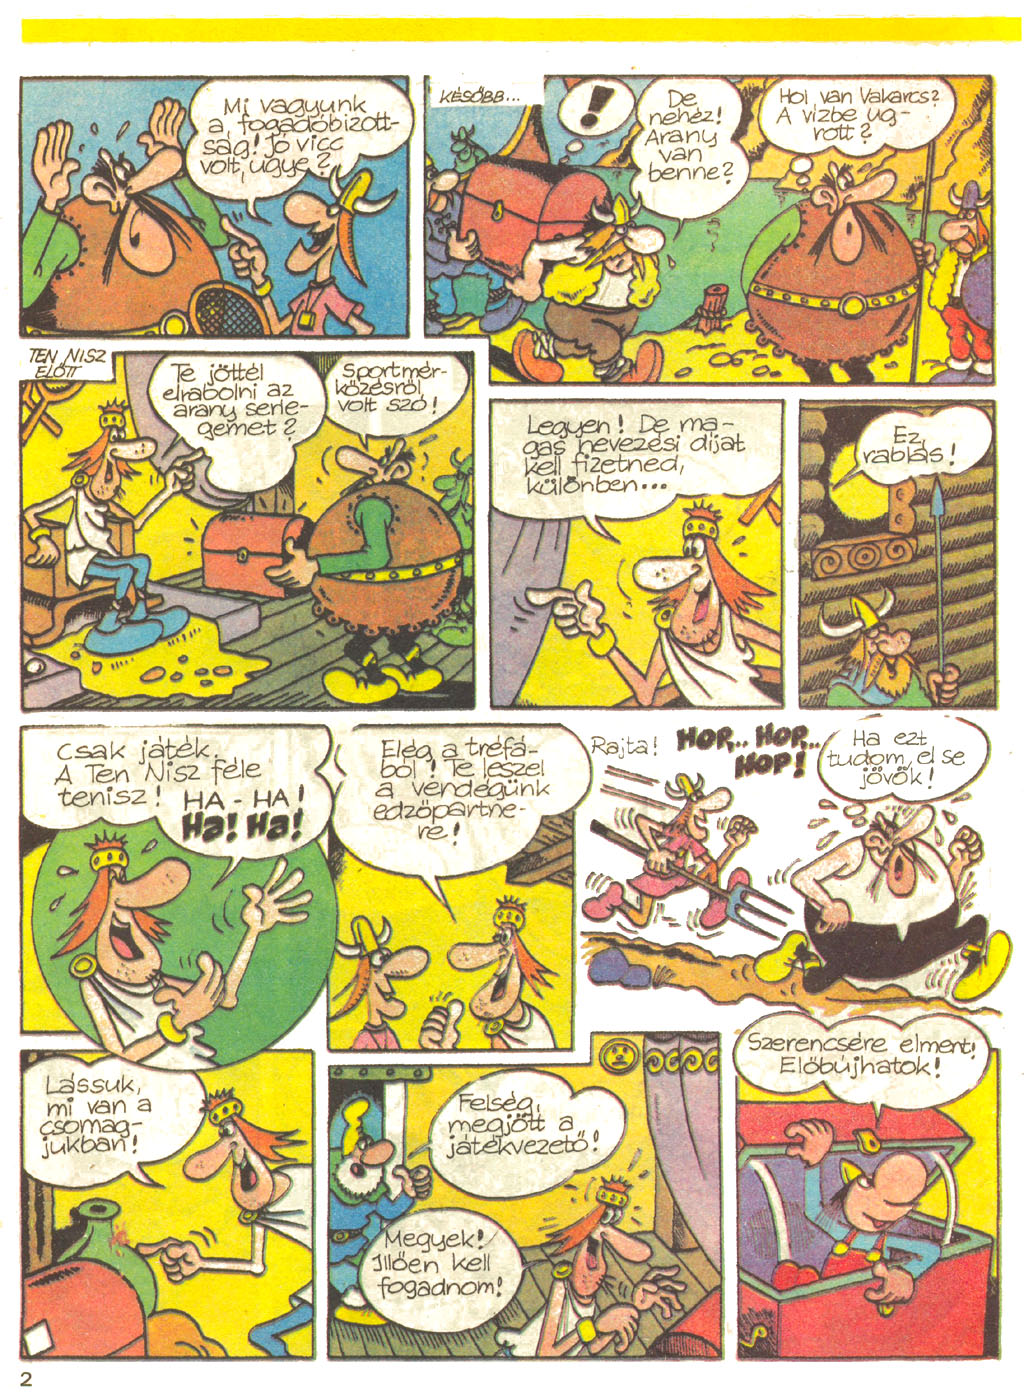 Mi vagyunk
a fogadóbizott-
ság! Jó vicc
volt, ugye?
KÉSŐBB...
!
De
nehéz!
Arany
van
benne?
Hol van Vakarcs?
A vízbe ug-
rott?
TEN NISZ
ELŐTT
Te jöttél
elrabolni az
arany serle-
gemet?
Sportmér-
kőzésről
volt szó!
Legyen! De ma-
gas nevezési díjat
kell fizetned,
különben...
Ez
rablás!
Csak játék.
A Ten Nisz féle
tenisz! HA-HA!
Ha! Ha!
Elég a tréfá-
ból! Te leszel
a vendégünk
edzőpartne-
re!
Rajta!
HOP... HOP...
HOP!
Ha ezt
tudom, el se
jövök!
Lássuk,
mi van a
csomag-
jukban!
Felség,
megjött a
játékvezető!
Megyek!
Illően kell
fogadnom!
Szerencsére elment!
Előbújhatok!
2